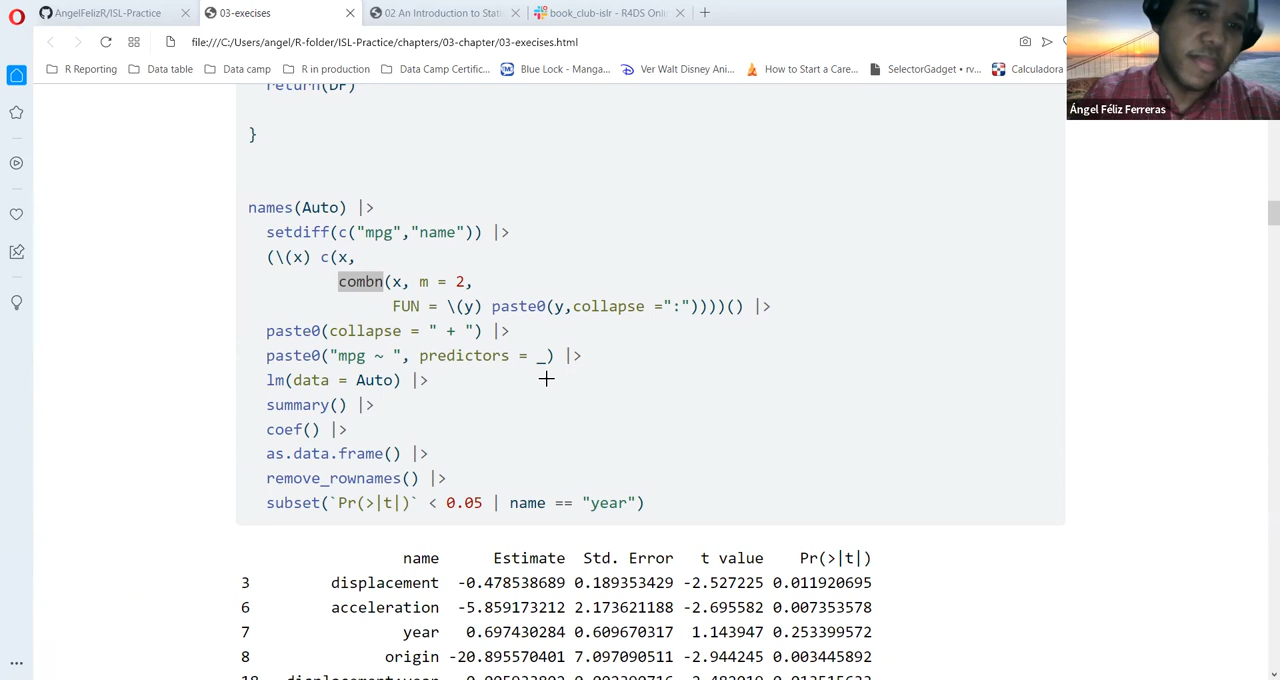 AngelFelizR/ISL-Practice
03-execises
02 An Introduction to Stati
book_club-islr - R4DS Onli
file:///C:/Users/angel/R-folder/ISL-Practice/chapters/03-chapter/03-execises.html
R Reporting
Data table
Data camp
R in production
Data Camp Certific...
Blue Lock - Manga...
Ver Walt Disney Ani...
How to Start a Care...
SelectorGadget • rv...
Calculadora
Ángel Féliz Ferreras
return(DF)
}
names(Auto) |>
setdiff(c("mpg","name")) |>
(\(x) c(x,
combn(x, m = 2,
FUN = \(y) paste0(y,collapse =":"))))() |>
paste0(collapse = " + ") |>
paste0("mpg ~ ", predictors = _) |>
lm(data = Auto) |>
summary() |>
coef() |>
as.data.frame() |>
remove_rownames() |>
subset(`Pr(>|t|)` < 0.05 | name == "year")
name Estimate Std. Error t value Pr(>|t|)
3 displacement -0.478538689 0.189353429 -2.527225 0.011920695
6 acceleration -5.859173212 2.173621188 -2.695582 0.007353578
7 year 0.697430284 0.609670317 1.143947 0.253399572
8 origin -20.895570401 7.097090511 -2.944245 0.003445892